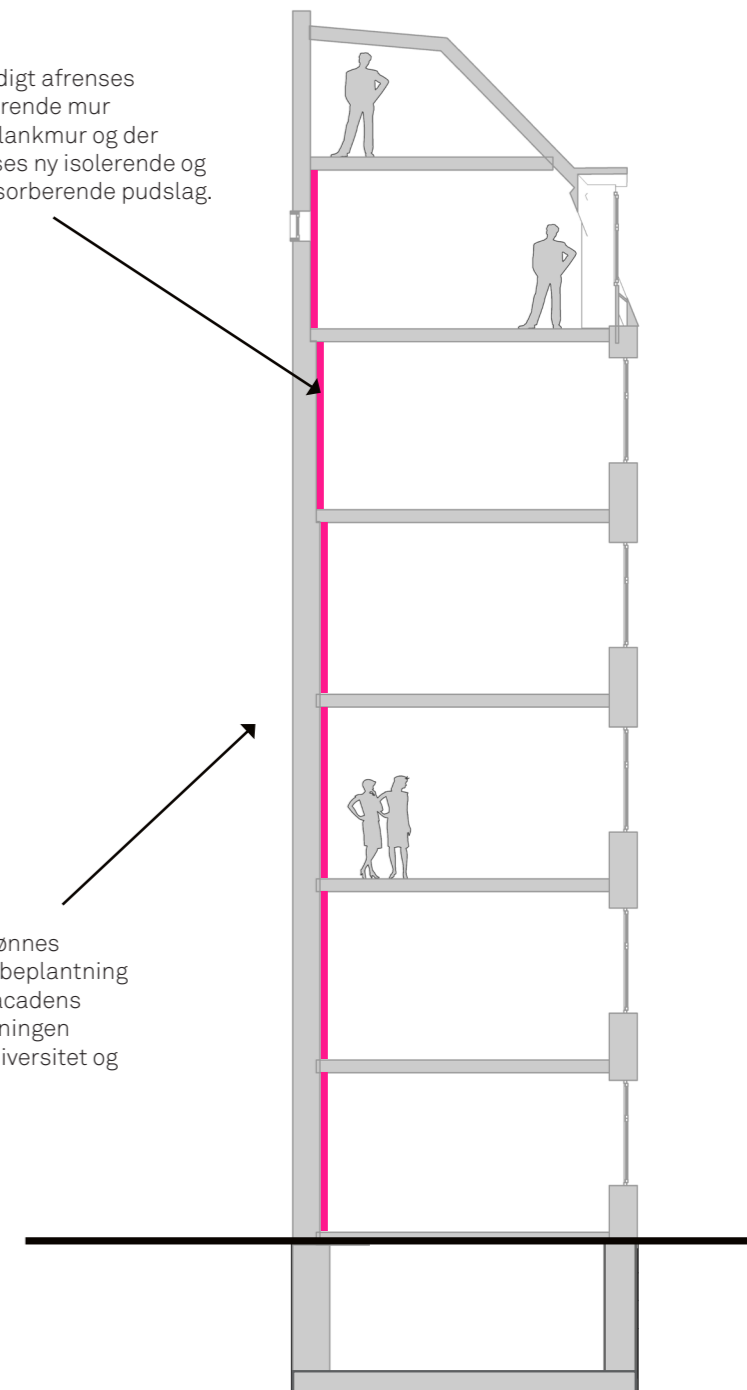 digt afrenses
rende mur
lankmur og der
ses ny isolerende og
sorberende pudslag.
ønnes
beplantning
acadens
ningen
iversitet og